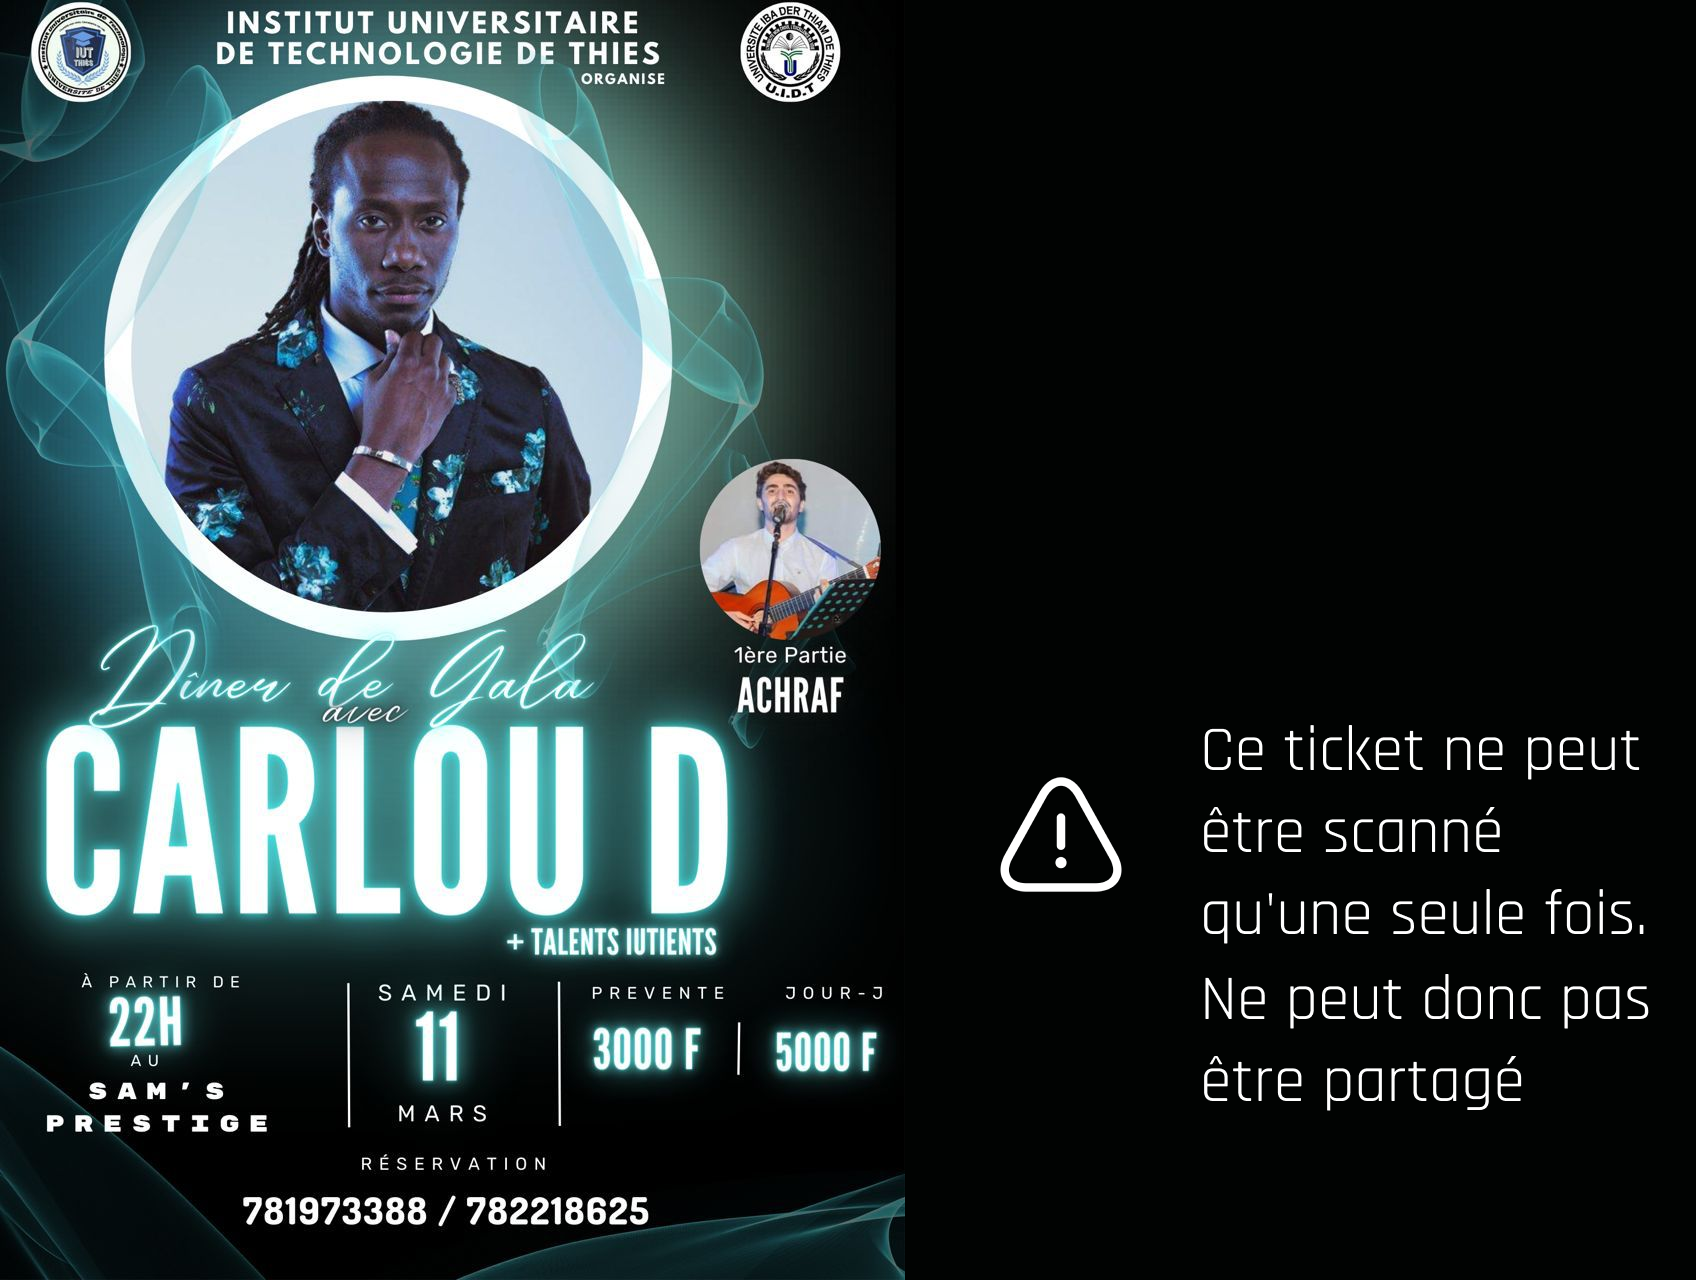 INSTITUT UNIVERSITAIRE
DE TECHNOLOGIE DE THIES
ORGANISE
IUT
THIÈS
UNIVERSITE IBA DER THIAM DE THIES
U.I.D.T
1ère Partie
ACHRAF
Dîner de Gala
avec
CARLOU D
+ TALENTS IUTIENTS
À PARTIR DE
22H
AU
SAM'S
PRESTIGE
SAMEDI
11
MARS
PREVENTE
3000 F
JOUR-J
5000 F
RÉSERVATION
781973388 / 782218625
Ce ticket ne peut
être scanné
qu'une seule fois.
Ne peut donc pas
être partagé